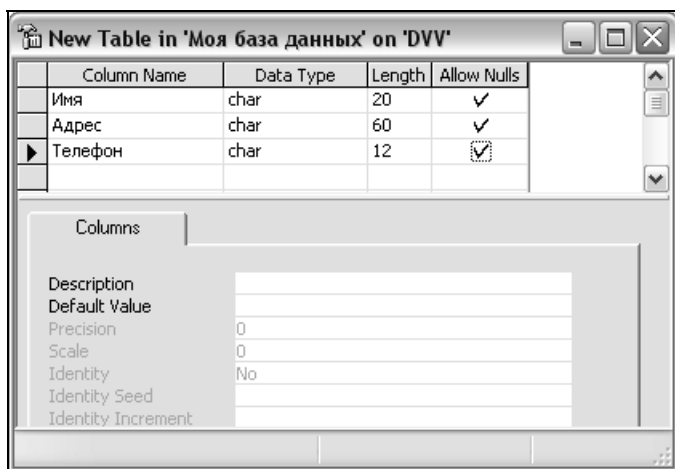 New Table in 'Моя база данных' on 'DVV'
Column Name Data Type Length Allow Nulls
Имя char 20
Адрес char 60
Телефон char 12
Columns
Description
Default Value
Precision 0
Scale 0
Identity No
Identity Seed
Identity Increment